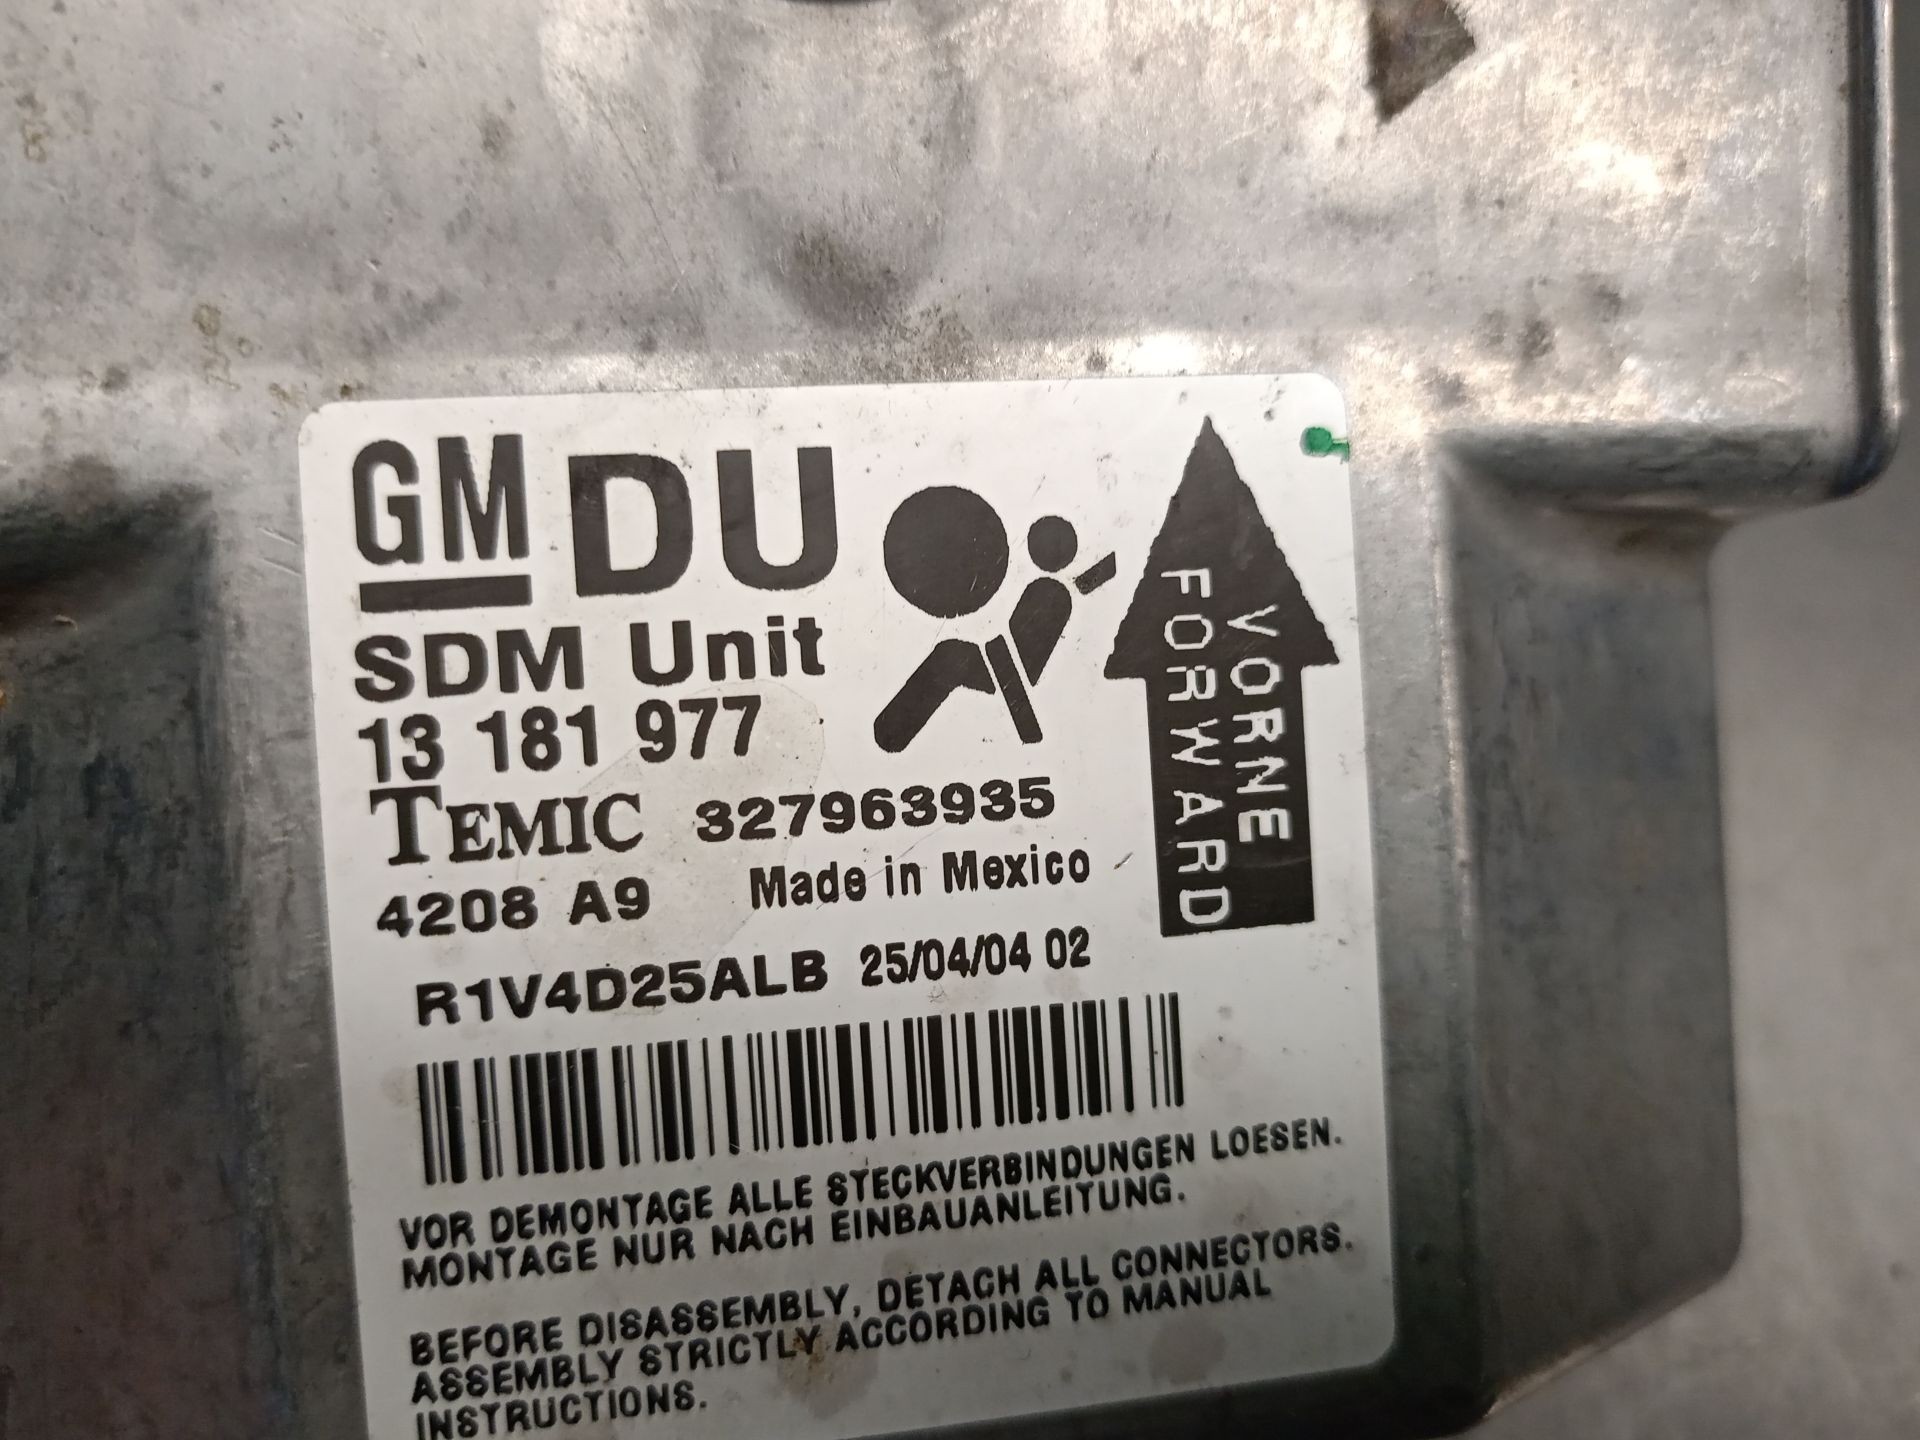 GM DU
SDM Unit
13 181 977
TEMIC 327963935
4208 A9 Made in Mexico
R1V4D25ALB 25/04/04 02
VORNE
FORWARD
VOR DEMONTAGE ALLE STECKVERBINDUNGEN LOESEN.
MONTAGE NUR NACH EINBAUANLEITUNG.
BEFORE DISASSEMBLY, DETACH ALL CONNECTORS.
ASSEMBLY STRICTLY ACCORDING TO MANUAL
INSTRUCTIONS.